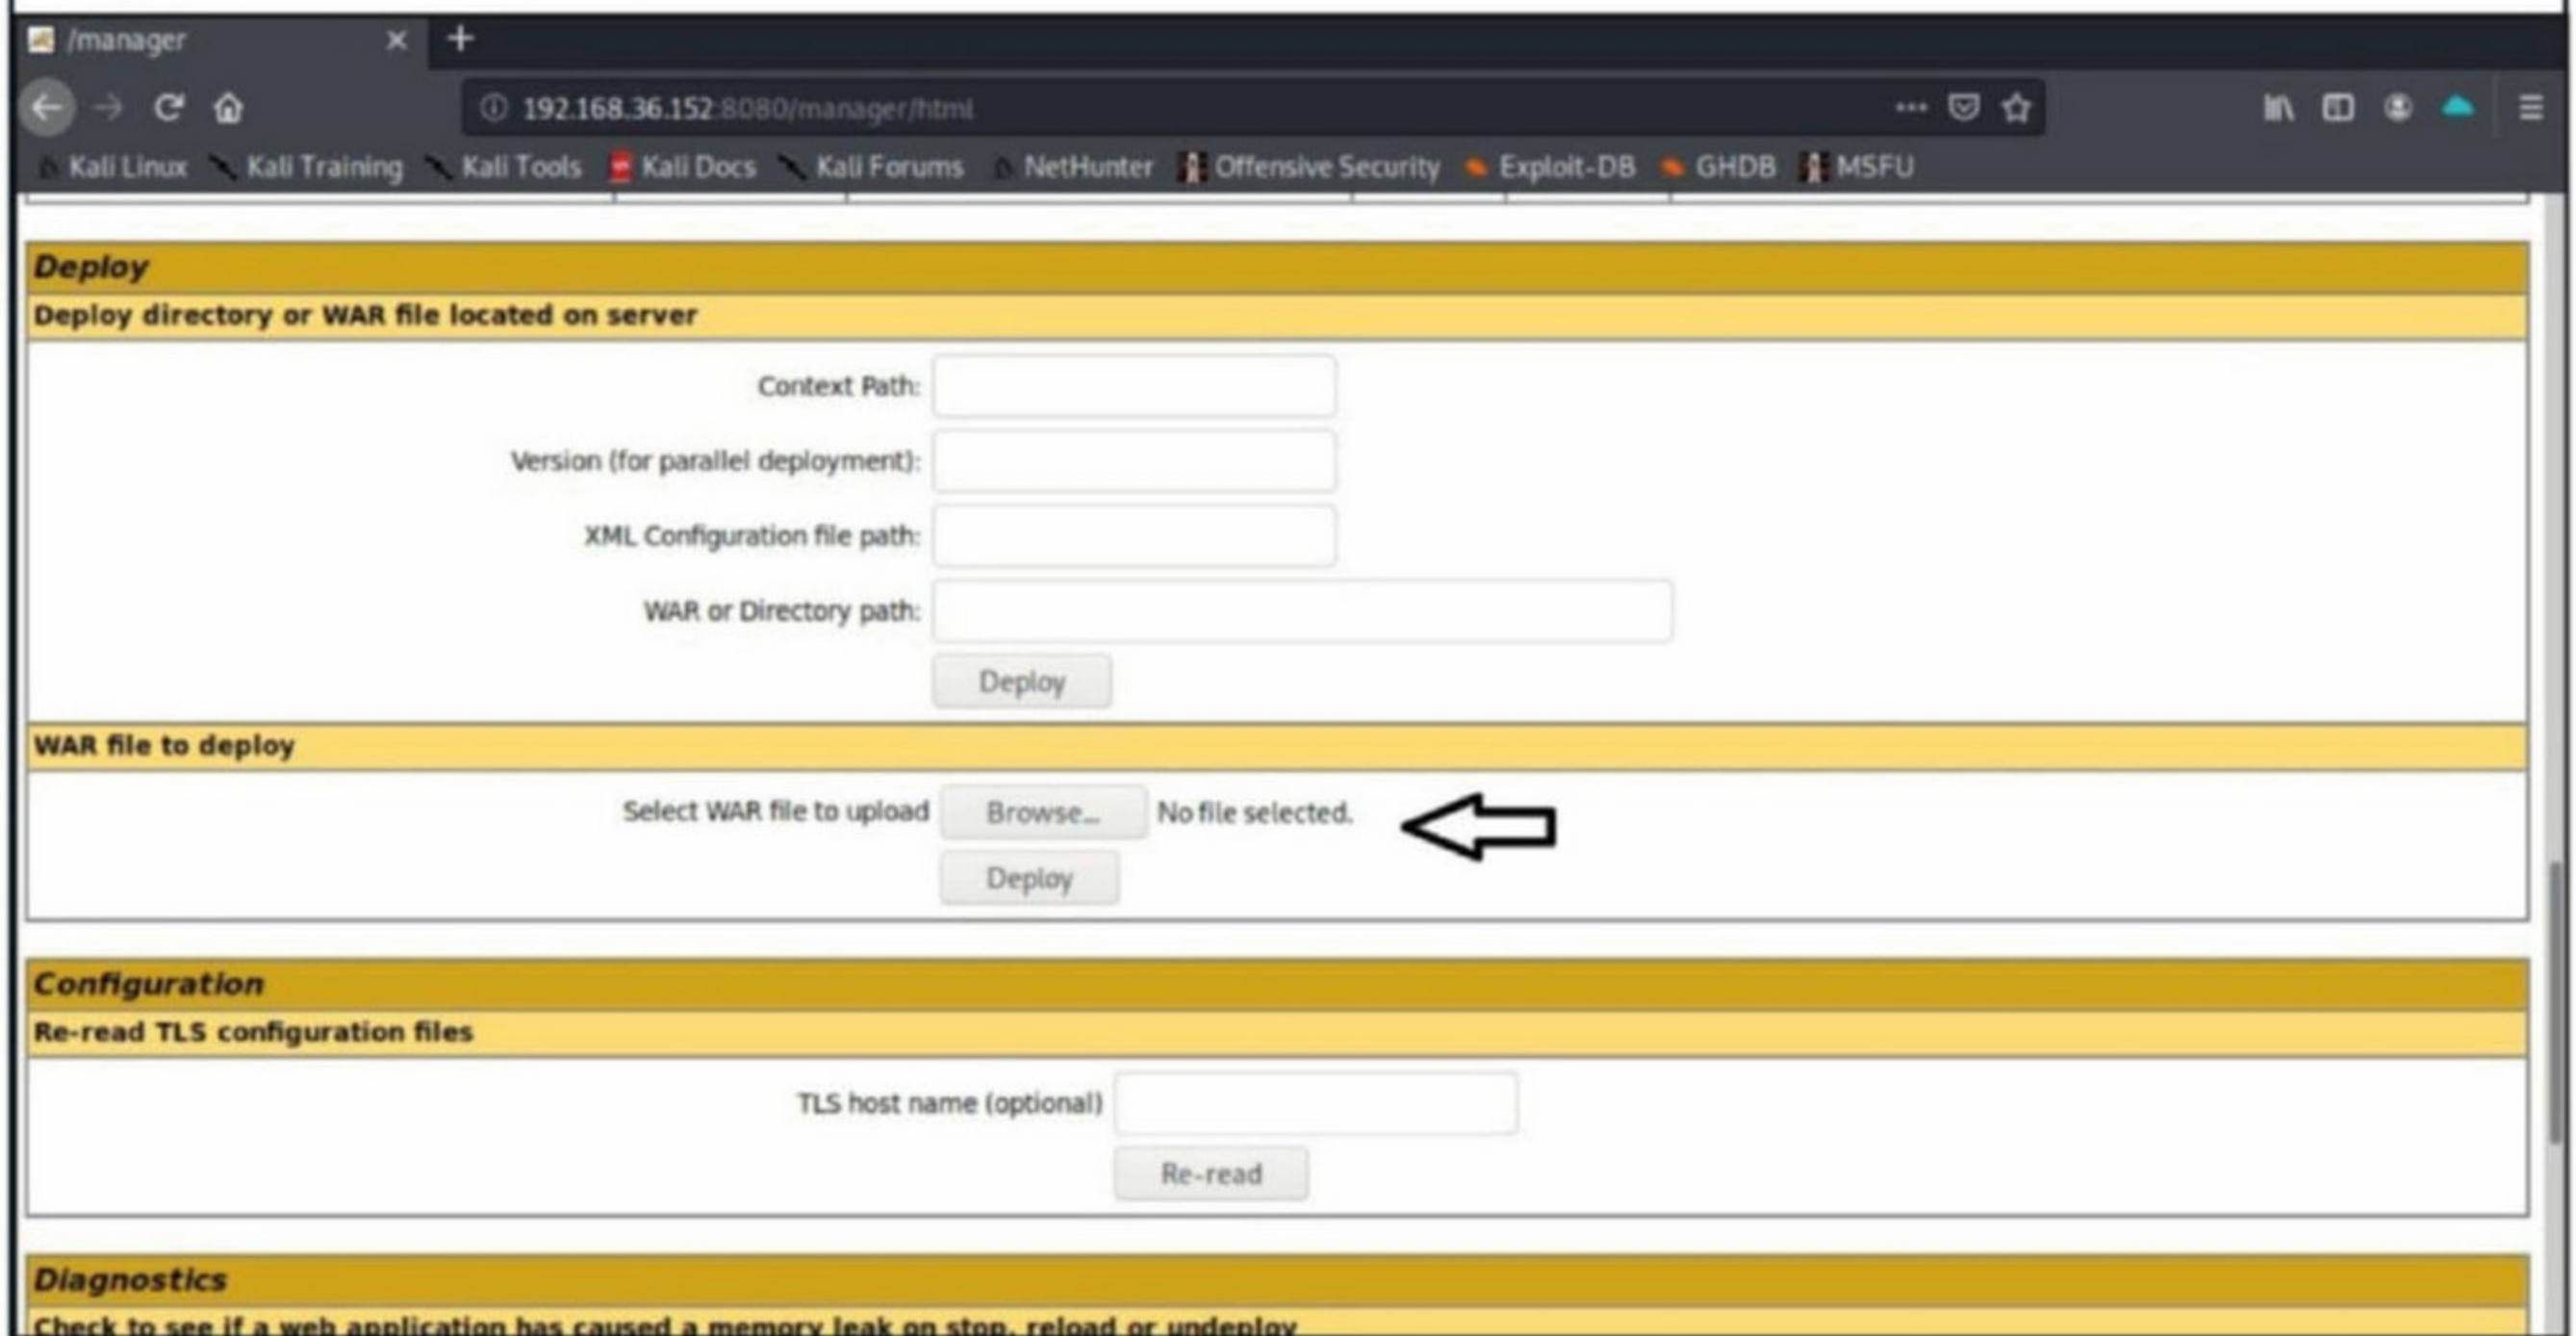 /manager
192.168.36.152:8080/manager/html
Kali Linux Kali Training Kali Tools Kali Docs Kali Forums NetHunter Offensive Security Exploit-DB GHDB MSFU
Deploy
Deploy directory or WAR file located on server
Context Path:
Version (for parallel deployment):
XML Configuration file path:
WAR or Directory path:
Deploy
WAR file to deploy
Select WAR file to upload Browse... No file selected.
Deploy
Configuration
Re-read TLS configuration files
TLS host name (optional)
Re-read
Diagnostics
Check to see if a web application has caused a memory leak on stop, reload or undeploy